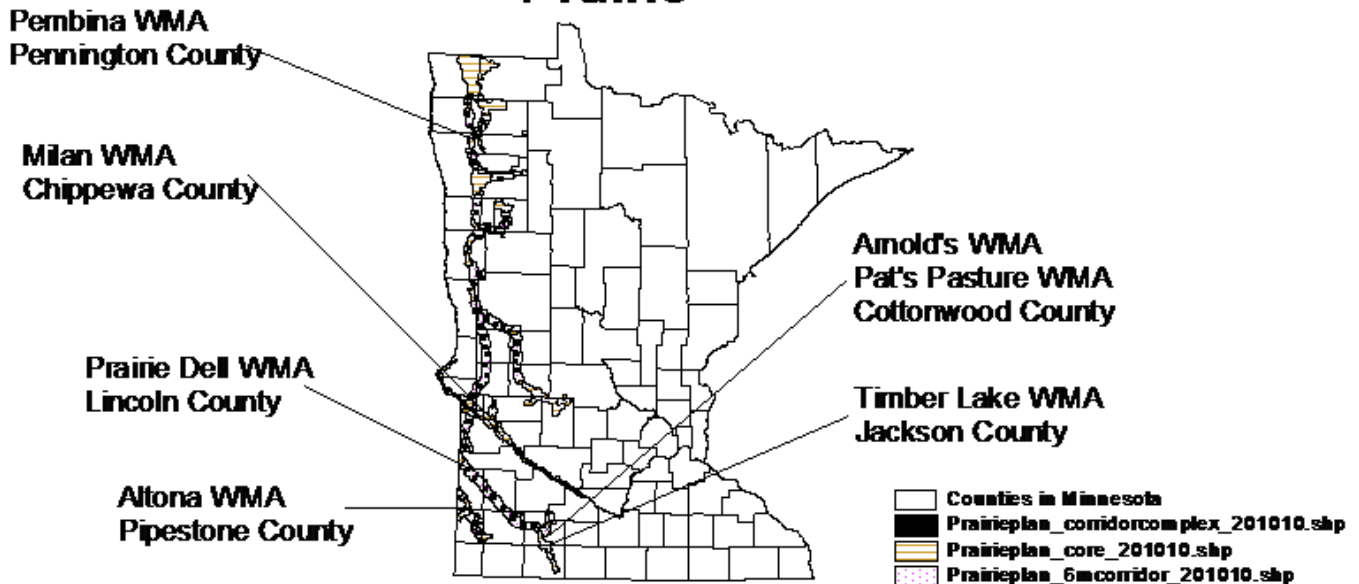 Pembina WMA
Pennington County
Milan WMA
Chippewa County
Arnold's WMA
Pat's Pasture WMA
Cottonwood County
Prairie Dell WMA
Lincoln County
Timber Lake WMA
Jackson County
Altona WMA
Pipestone County
Counties in Minnesota
Prairieplan_corridorcomplex_201010.shp
Prairieplan_core_201010.shp
Prairieplan_6mcorridor_201010.shp